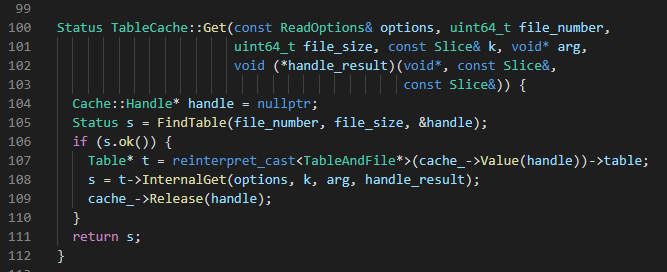 99
100 Status TableCache::Get(const ReadOptions& options, uint64_t file_number,
101                        uint64_t file_size, const Slice& k, void* arg,
102                        void (*handle_result)(void*, const Slice&,
103                                              const Slice&)) {
104   Cache::Handle* handle = nullptr;
105   Status s = FindTable(file_number, file_size, &handle);
106   if (s.ok()) {
107     Table* t = reinterpret_cast<TableAndFile*>(cache_->Value(handle))->table;
108     s = t->InternalGet(options, k, arg, handle_result);
109     cache_->Release(handle);
110   }
111   return s;
112 }